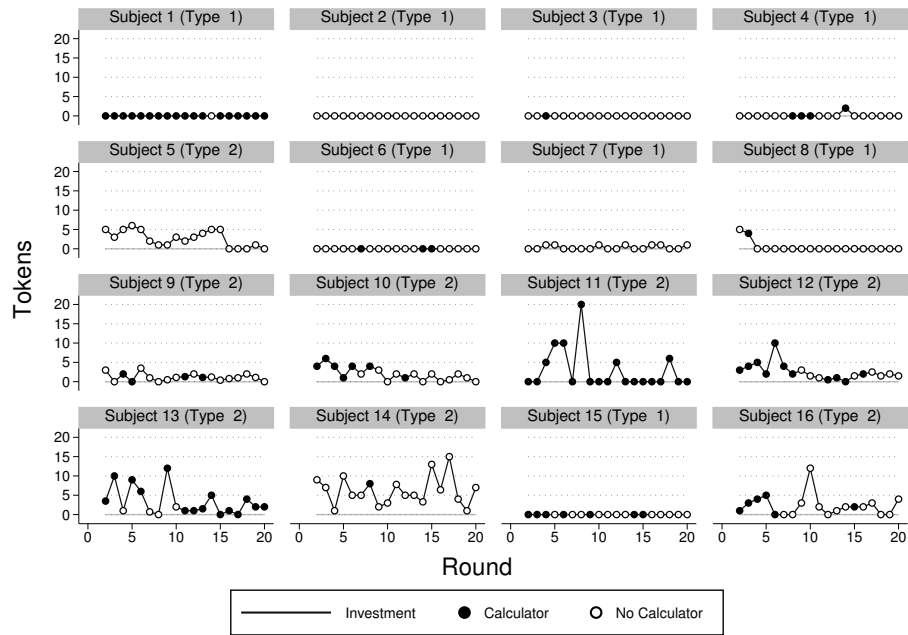 Subject 1 (Type 1)
Subject 2 (Type 1)
Subject 3 (Type 1)
Subject 4 (Type 1)
20
15
10
5
0
Subject 5 (Type 2)
Subject 6 (Type 1)
Subject 7 (Type 1)
Subject 8 (Type 1)
20
15
10
5
0
Tokens
Subject 9 (Type 2)
Subject 10 (Type 2)
Subject 11 (Type 2)
Subject 12 (Type 2)
20
15
10
5
0
Subject 13 (Type 2)
Subject 14 (Type 2)
Subject 15 (Type 1)
Subject 16 (Type 2)
20
15
10
5
0
0 5 10 15 20
0 5 10 15 20
0 5 10 15 20
0 5 10 15 20
Round
Investment
Calculator
No Calculator